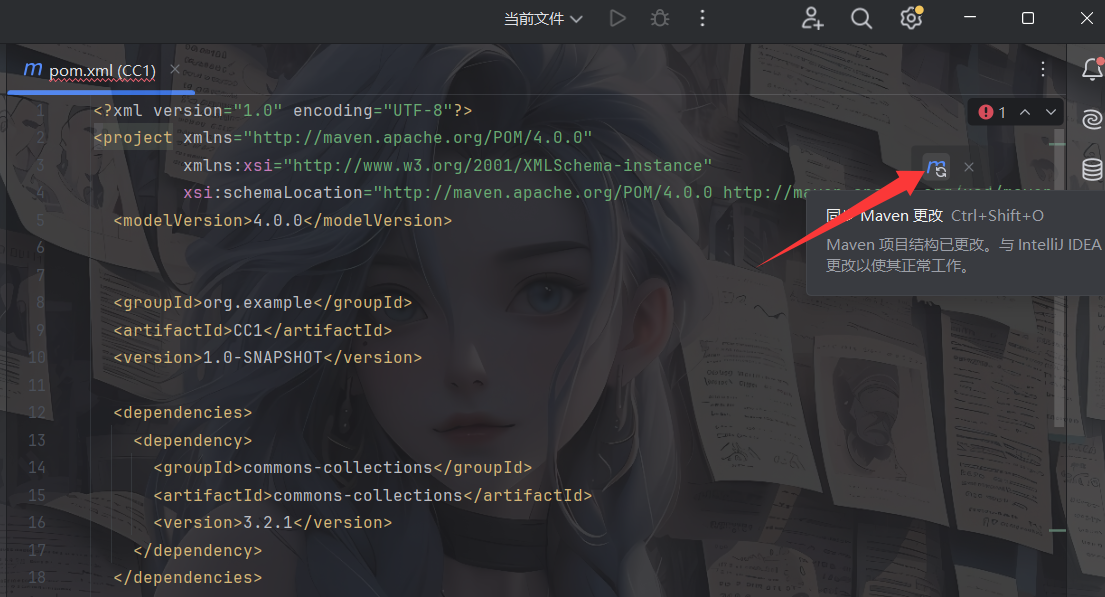 当前文件
pom.xml (CC1)
1 <?xml version="1.0" encoding="UTF-8"?>
1
2 <project xmlns="http://maven.apache.org/POM/4.0.0"
3 xmlns:xsi="http://www.w3.org/2001/XMLSchema-instance"
4 xsi:schemaLocation="http://maven.apache.org/POM/4.0.0
5 <modelVersion>4.0.0</modelVersion>
同步 Maven 更改 Ctrl+Shift+O
6
Maven 项目结构已更改。与 IntelliJ IDEA
更改以使其正常工作。
7
8 <groupId>org.example</groupId>
9 <artifactId>CC1</artifactId>
10 <version>1.0-SNAPSHOT</version>
11
12 <dependencies>
13 <dependency>
14 <groupId>commons-collections</groupId>
15 <artifactId>commons-collections</artifactId>
16 <version>3.2.1</version>
17 </dependency>
18 </dependencies>